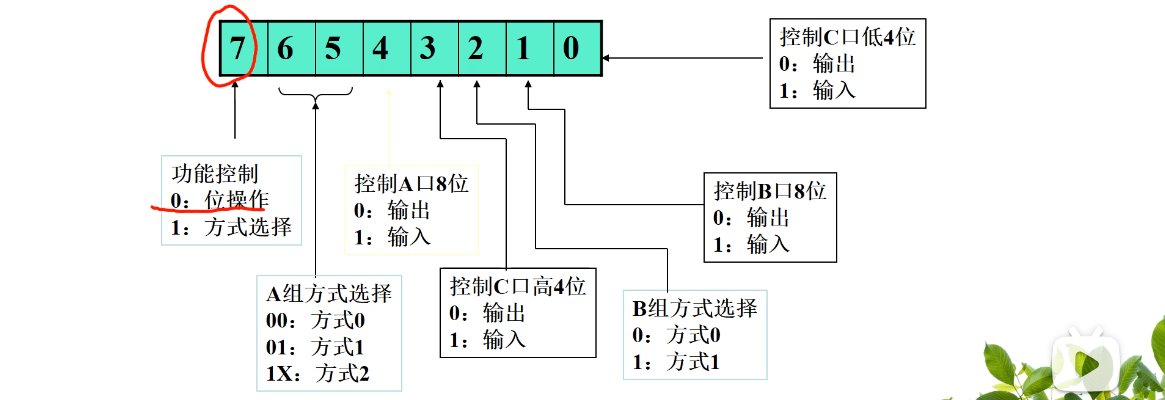 7 6 5 4 3 2 1 0
控制C口低4位
0：输出
1：输入
功能控制
0：位操作
1：方式选择
控制A口8位
0：输出
1：输入
控制B口8位
0：输出
1：输入
A组方式选择
00：方式0
01：方式1
1X：方式2
控制C口高4位
0：输出
1：输入
B组方式选择
0：方式0
1：方式1